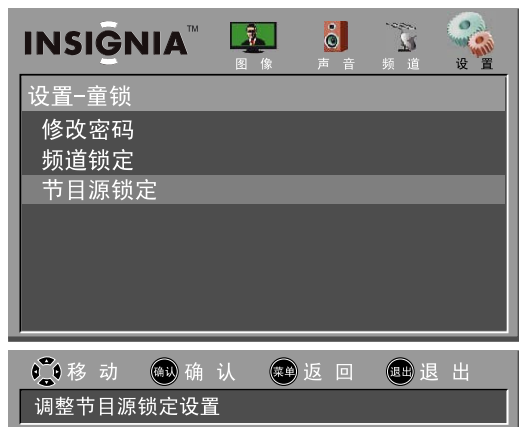 INSIGNIA™
图像 声音 频道 设置
设置-童锁
修改密码
频道锁定
节目源锁定
移动 确认 确认 菜单 返回 退出 退出
调整节目源锁定设置